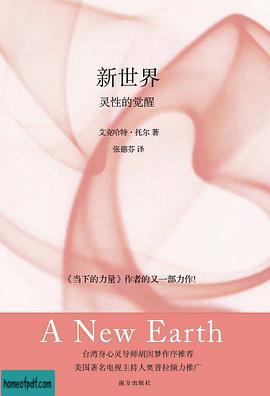 新世界
灵性的觉醒
艾克哈特·托尔 著
张德芬 译
《当下的力量》作者的又一部力作!
A New Earth
台湾身心灵导师胡因梦作序推荐
美国著名电视主持人奥普拉倾力推广
南方出版社
homeofpdf.com